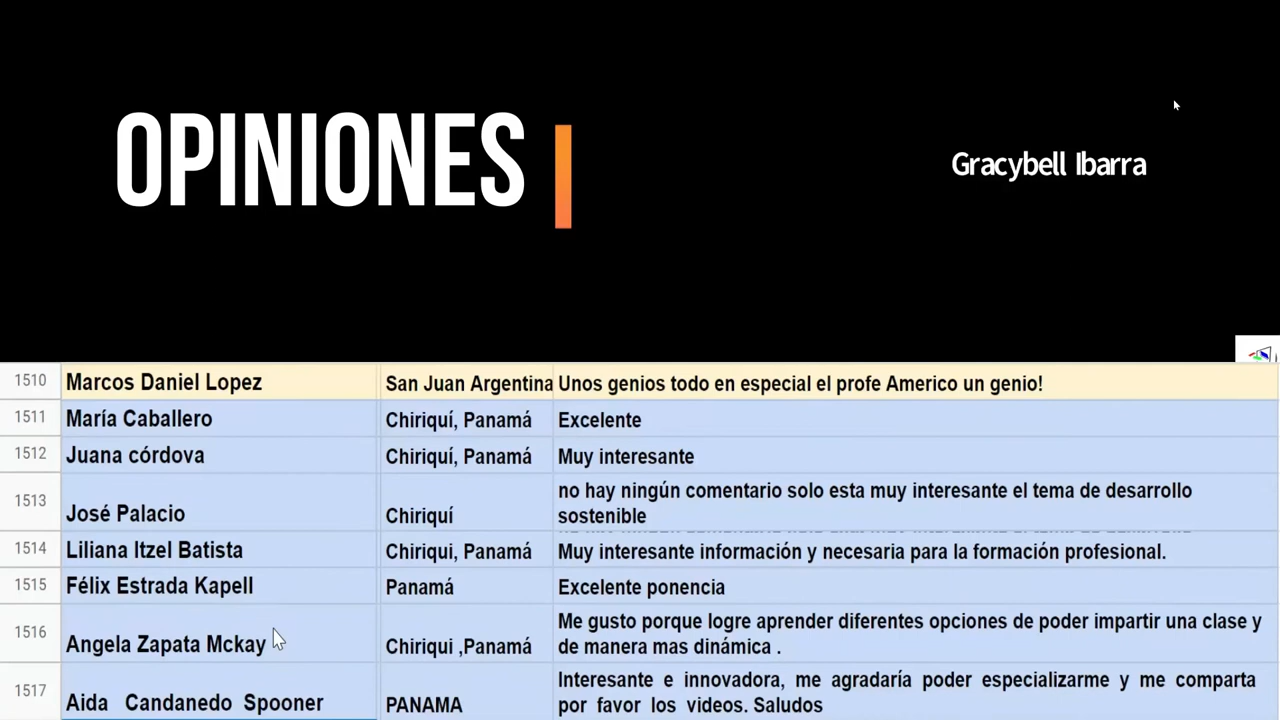 OPINIONES
Gracybell Ibarra
1510 Marcos Daniel Lopez San Juan Argentina Unos genios todo en especial el profe Americo un genio!
1511 María Caballero Chiriquí, Panamá Excelente
1512 Juana córdova Chiriquí, Panamá Muy interesante
1513 José Palacio Chiriquí no hay ningún comentario solo esta muy interesante el tema de desarrollo
sostenible
1514 Liliana Itzel Batista Chiriqui, Panamá Muy interesante información y necesaria para la formación profesional.
1515 Félix Estrada Kapell Panamá Excelente ponencia
1516 Angela Zapata Mckay Chiriqui ,Panamá Me gusto porque logre aprender diferentes opciones de poder impartir una clase y
de manera mas dinámica .
1517 Aida Candanedo Spooner PANAMA Interesante e innovadora, me agradaría poder especializarme y me comparta
por favor los videos. Saludos